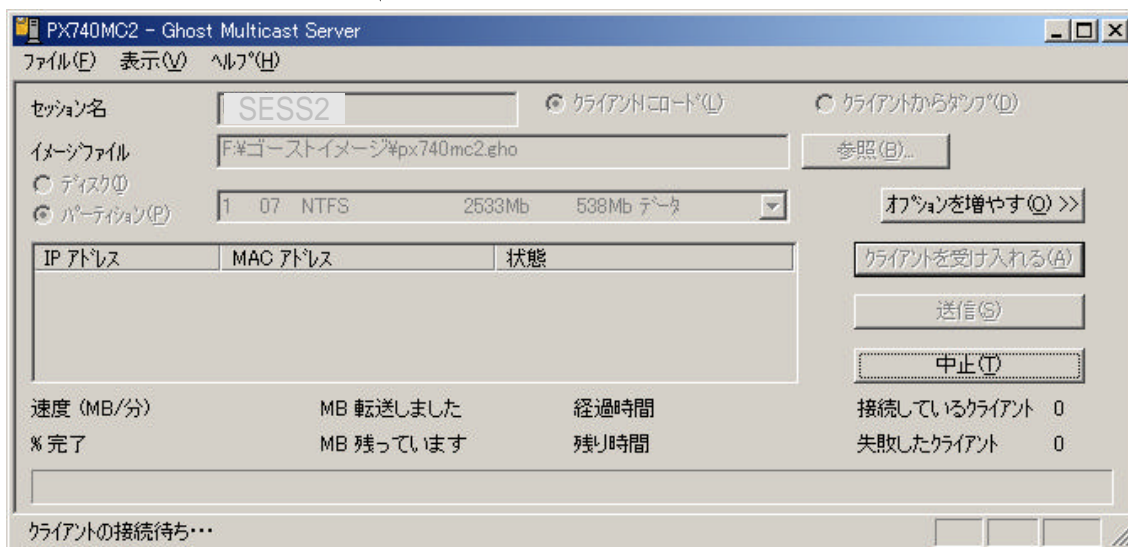 PX740MC2 - Ghost Multicast Server
ファイル(F) 表示(V) ヘルプ(H)
セッション名 SESS2 クライアントにロード(L) クライアントからダンプ(D)
イメージファイル F:¥ゴーストイメージ¥px740mc2.gho 参照(B)...
ディスク(I)
パーティション(P) 1 07 NTFS 2533Mb 538Mb データ オプションを増やす(O) >>
IP アドレス MAC アドレス 状態 クライアントを受け入れる(A)
送信(S)
中止(T)
速度 (MB/分) MB 転送しました 経過時間 接続しているクライアント 0
% 完了 MB 残っています 残り時間 失敗したクライアント 0
クライアントの接続待ち・・・